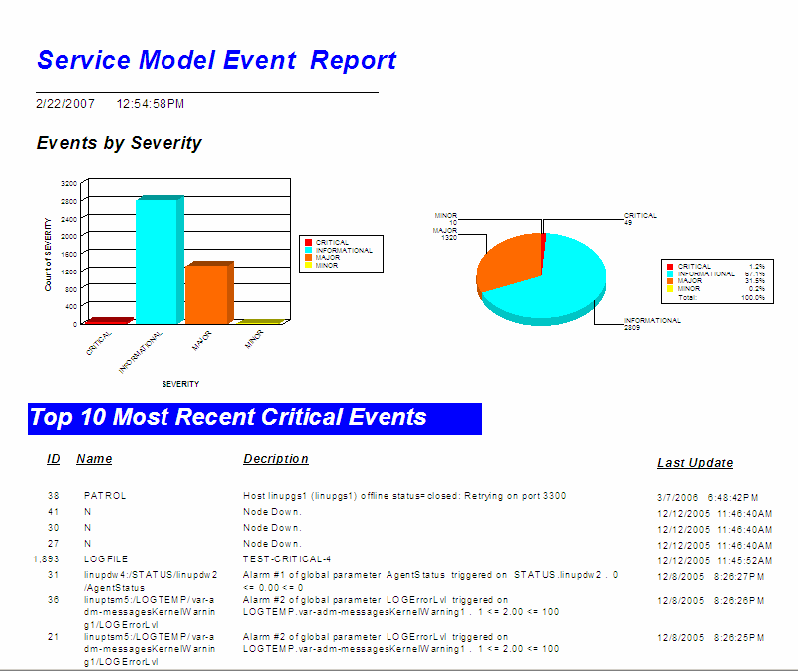 Service Model Event Report
2/22/2007 12:54:58PM
Events by Severity
3200
2800
2400
2000
1600
1200
800
400
0
Count of SEVERITY
CRITICAL
INFORMATIONAL
MAJOR
MINOR
SEVERITY
CRITICAL
INFORMATIONAL
MAJOR
MINOR
MINOR
10
MAJOR
1320
CRITICAL
49
INFORMATIONAL
2809
CRITICAL 1.2%
INFORMATIONAL 67.1%
MAJOR 31.5%
MINOR 0.2%
Total: 100.0%
Top 10 Most Recent Critical Events
ID Name Decription Last Update
38 PATROL Host linupgs1 (linupgs1) offline status=closed: Retrying on port 3300 3/7/2006 6:48:42PM
41 N Node Down. 12/12/2005 11:46:40AM
30 N Node Down. 12/12/2005 11:46:40AM
27 N Node Down. 12/12/2005 11:46:40AM
1,893 LOGFILE TEST-CRITICAL-4 12/12/2005 11:45:52AM
31 linupdw4:/STATUS/linupdw2 Alarm #1 of global parameter AgentStatus triggered on STATUS.linupdw2 . 0 12/8/2005 8:26:27PM
/AgentStatus <= 0.00 <= 0
36 linuptsm5:/LOGTEMP/var-a Alarm #2 of global parameter LOGErrorLvl triggered on 12/8/2005 8:26:26PM
dm-messagesKernelWarnin LOGTEMP.var-adm-messagesKernelWarning1 . 1 <= 2.00 <= 100
g1/LOGErrorLvl
21 linuptsm5:/LOGTEMP/var-a Alarm #2 of global parameter LOGErrorLvl triggered on 12/8/2005 8:26:25PM
dm-messagesKernelWarnin LOGTEMP.var-adm-messagesKernelWarning1 . 1 <= 2.00 <= 100
g1/LOGErrorLvl